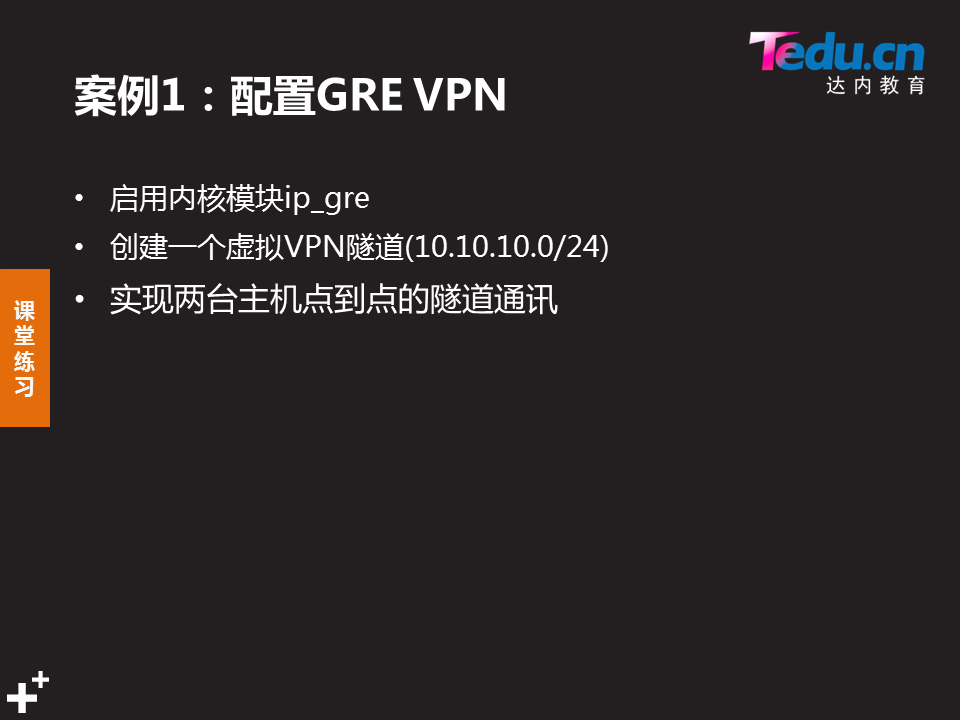 Tedu.cn
达内教育
案例1：配置GRE VPN
• 启用内核模块ip_gre
• 创建一个虚拟VPN隧道(10.10.10.0/24)
• 实现两台主机点到点的隧道通讯
课
堂
练
习